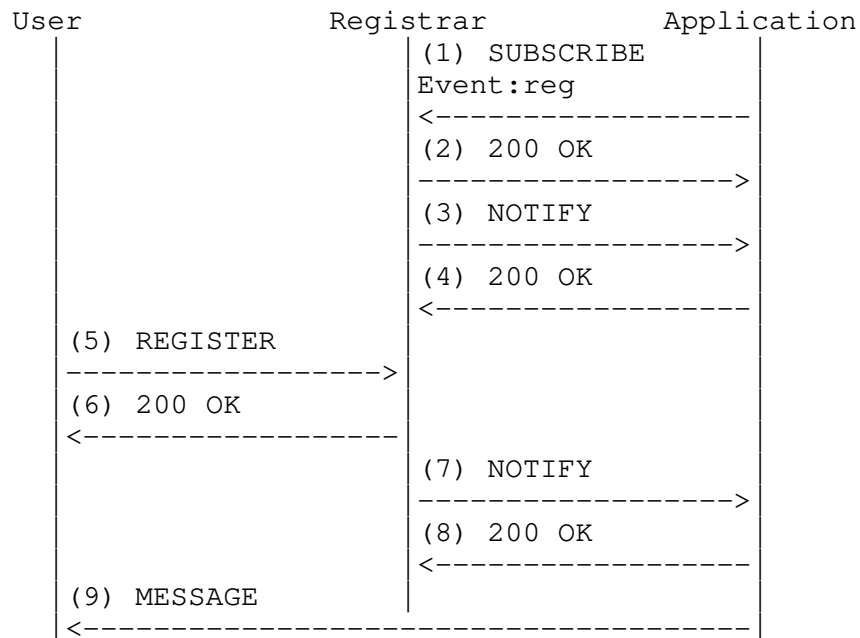 User Registrar Application
(1) SUBSCRIBE
Event:reg
(2) 200 OK
(3) NOTIFY
(4) 200 OK
(5) REGISTER
(6) 200 OK
(7) NOTIFY
(8) 200 OK
(9) MESSAGE